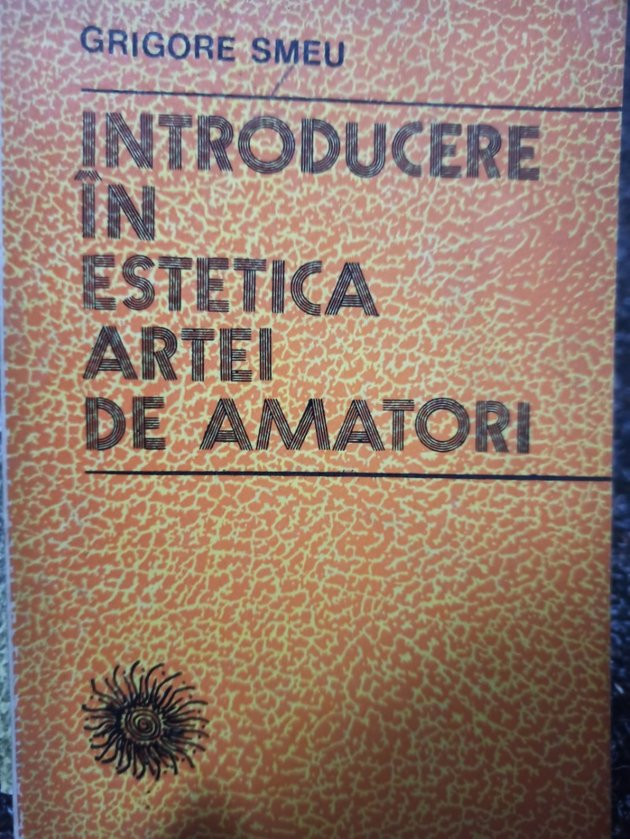 GRIGORE SMEU
INTRODUCERE
ÎN
ESTETICA
ARTEI
DE AMATORI